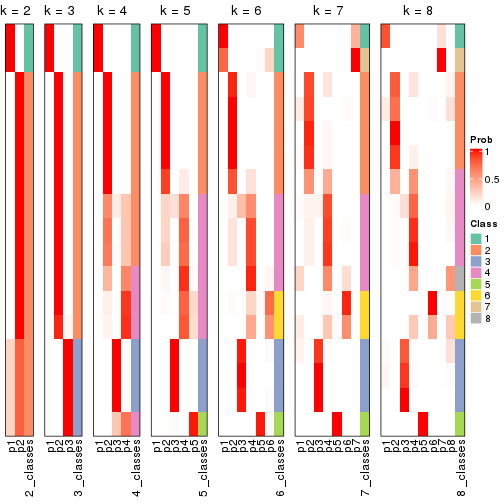 k = 2 k = 3 k = 4 k = 5 k = 6 k = 7 k = 8
Prob
1
0.5
0
Class
1
2
3
4
5
6
7
8
p1 p2 2_classes
p1 p2 p3 3_classes
p1 p2 p3 p4 4_classes
p1 p2 p3 p4 p5 5_classes
p1 p2 p3 p4 p5 p6 6_classes
p1 p2 p3 p4 p5 p6 p7 7_classes
p1 p2 p3 p4 p5 p6 p7 p8 8_classes